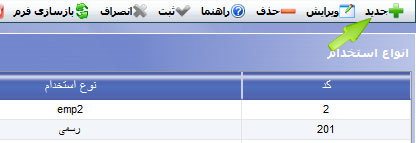 جدید ویرایش حذف راهنما ثبت انصراف بازسازی فرم
انواع استخدام
کد نوع استخدام
2 emp2
201 رسمی